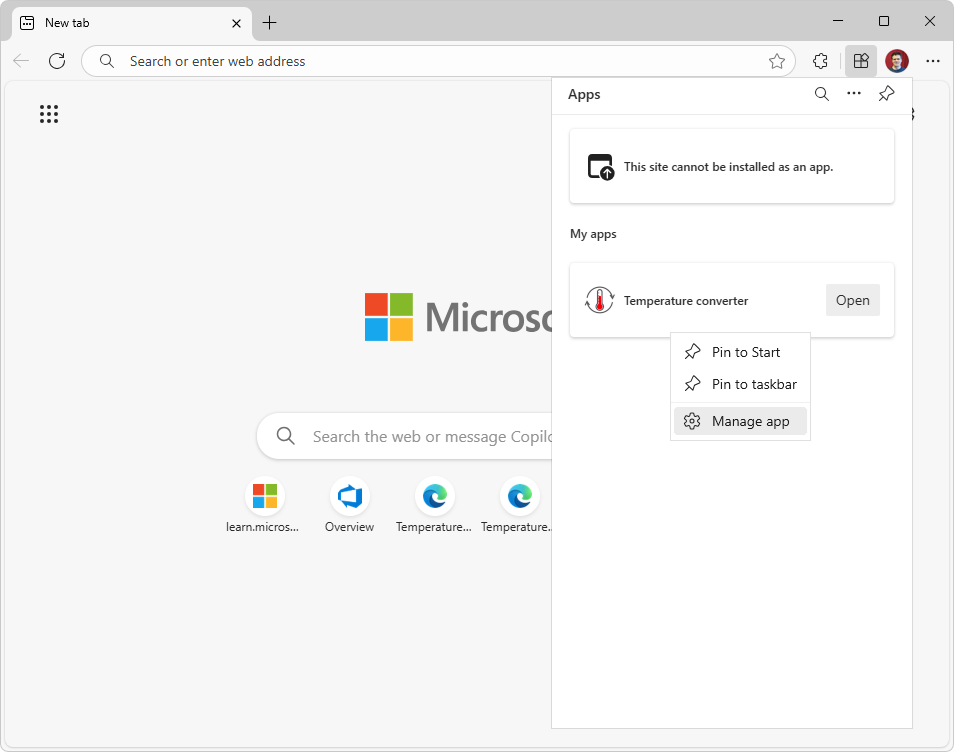 New tab
Search or enter web address
Apps
This site cannot be installed as an app.
My apps
Temperature converter
Open
Pin to Start
Pin to taskbar
Manage app
Microsc
Search the web or message Copilo
learn.micros...
Overview
Temperature...
Temperature...